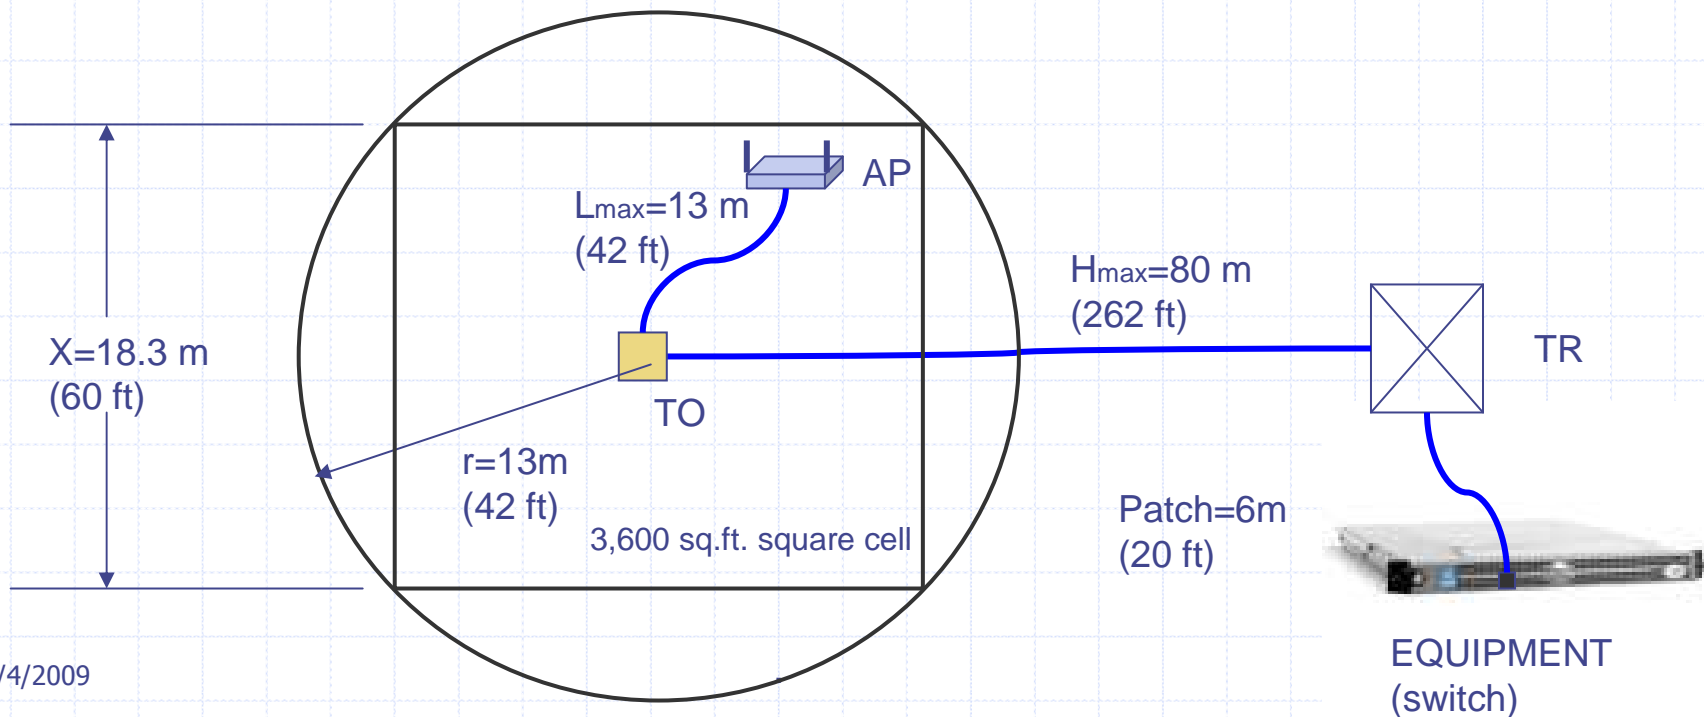 AP
Lmax=13 m
(42 ft)
Hmax=80 m
(262 ft)
X=18.3 m
(60 ft)
TR
TO
r=13m
(42 ft)
3,600 sq.ft. square cell
Patch=6m
(20 ft)
EQUIPMENT
(switch)
/4/2009